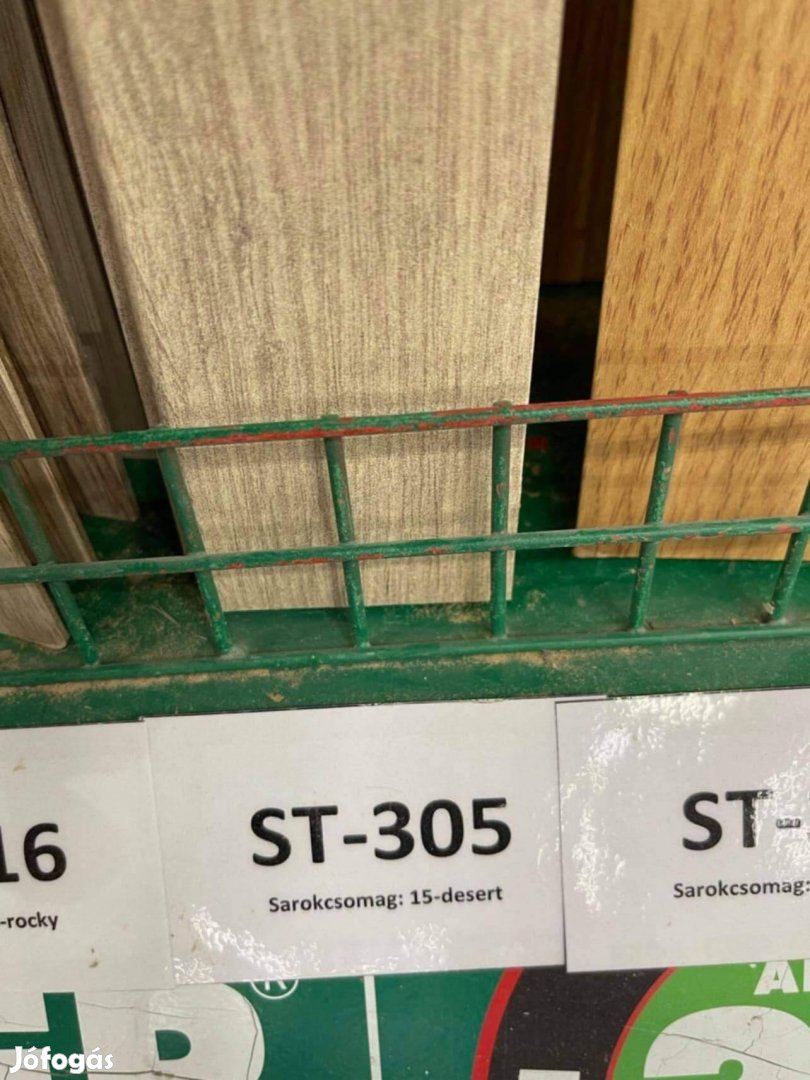 16
-rocky
ST-305
Sarokcsomag: 15-desert
ST-
Sarokcsomag:
®
Jófogás